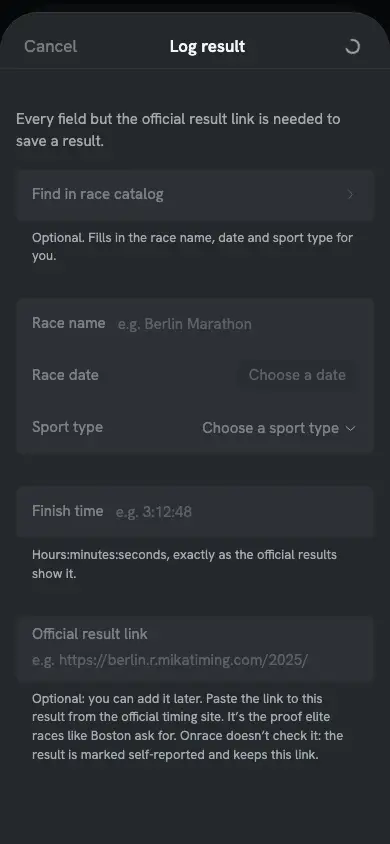 Cancel
Log result
Every field but the official result link is needed to
save a result.
Find in race catalog
Optional. Fills in the race name, date and sport type for
you.
Race name e.g. Berlin Marathon
Race date Choose a date
Sport type Choose a sport type
Finish time e.g. 3:12:48
Hours:minutes:seconds, exactly as the official results
show it.
Official result link
e.g. https://berlin.r.mikatiming.com/2025/
Optional: you can add it later. Paste the link to this
result from the official timing site. It’s the proof elite
races like Boston ask for. Onrace doesn’t check it: the
result is marked self-reported and keeps this link.